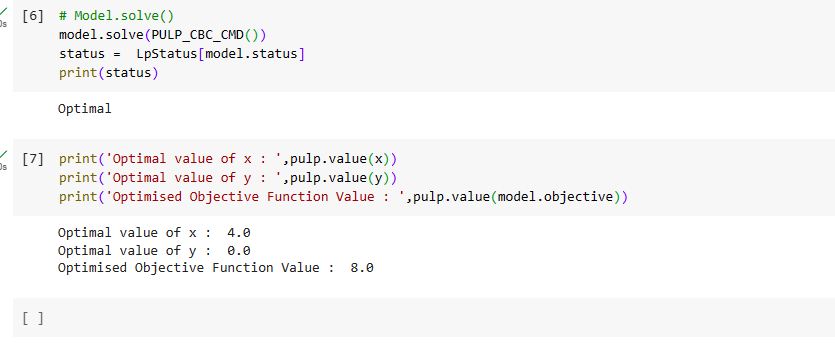 [6] # Model.solve()
model.solve(PULP_CBC_CMD())
status =  LpStatus[model.status]
print(status)
Optimal
[7] print('Optimal value of x : ',pulp.value(x))
print('Optimal value of y : ',pulp.value(y))
print('Optimised Objective Function Value : ',pulp.value(model.objective))
Optimal value of x :  4.0
Optimal value of y :  0.0
Optimised Objective Function Value :  8.0
[ ]